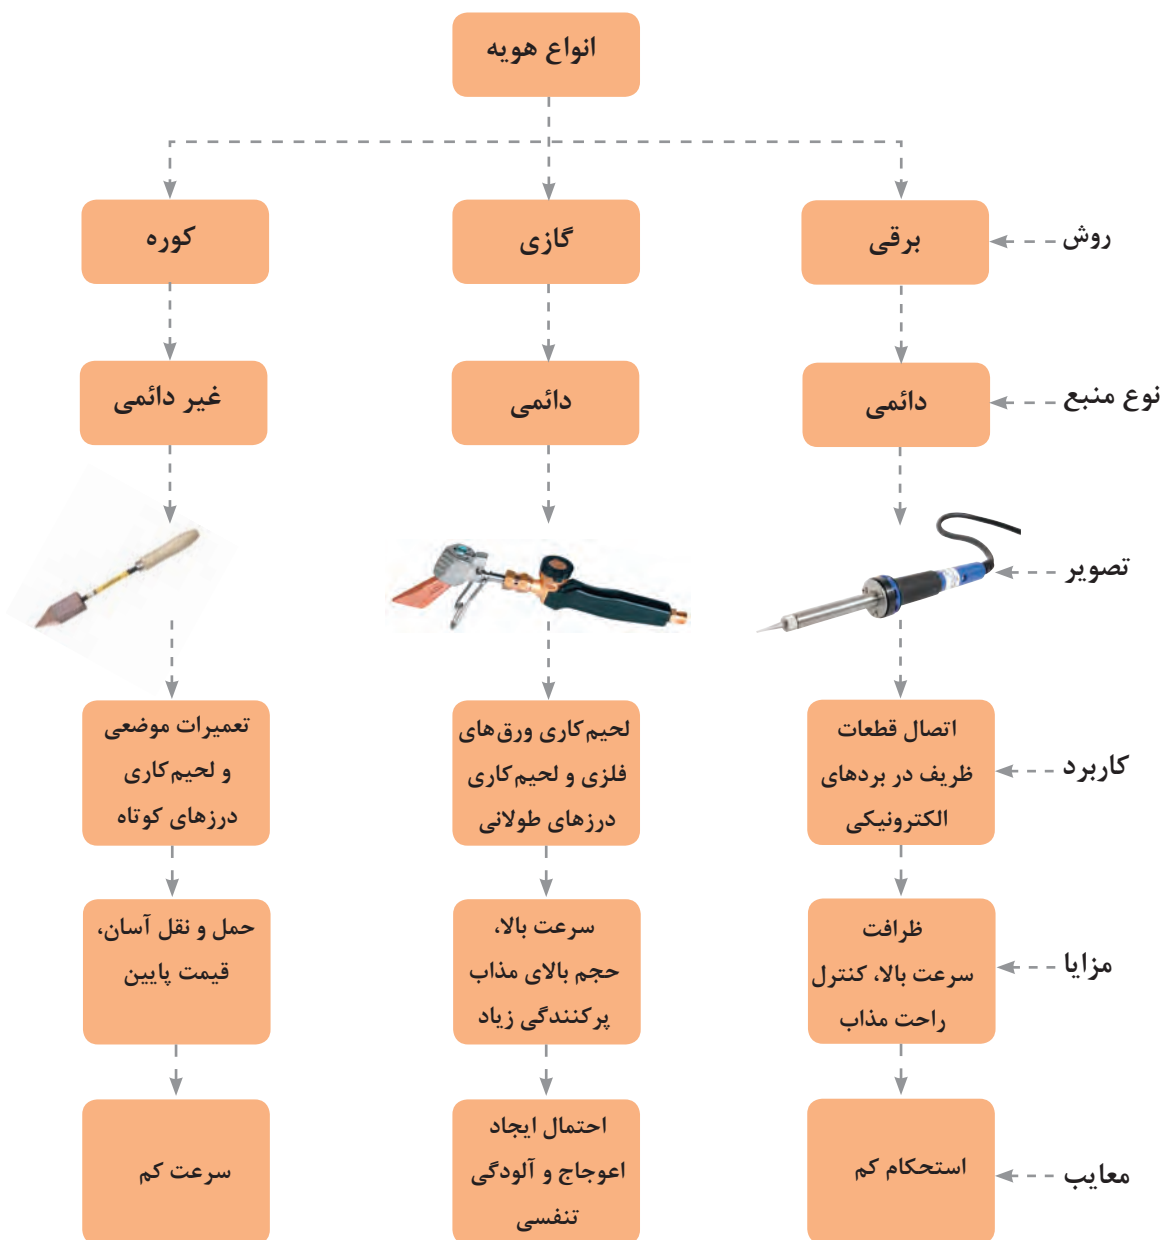 انواع هویه
روش
برقی
گازی
کوره
نوع منبع
دائمی
دائمی
غیر دائمی
تصویر
کاربرد
اتصال قطعات
ظریف در بردهای
الکترونیکی
لحیم‌کاری ورق‌های
فلزی و لحیم‌کاری
درزهای طولانی
تعمیرات موضعی
و لحیم‌کاری
درزهای کوتاه
مزایا
ظرافت
سرعت بالا، کنترل
راحت مذاب
سرعت بالا،
حجم بالای مذاب
پرکنندگی زیاد
حمل و نقل آسان،
قیمت پایین
معایب
استحکام کم
احتمال ایجاد
اعوجاج و آلودگی
تنفسی
سرعت کم